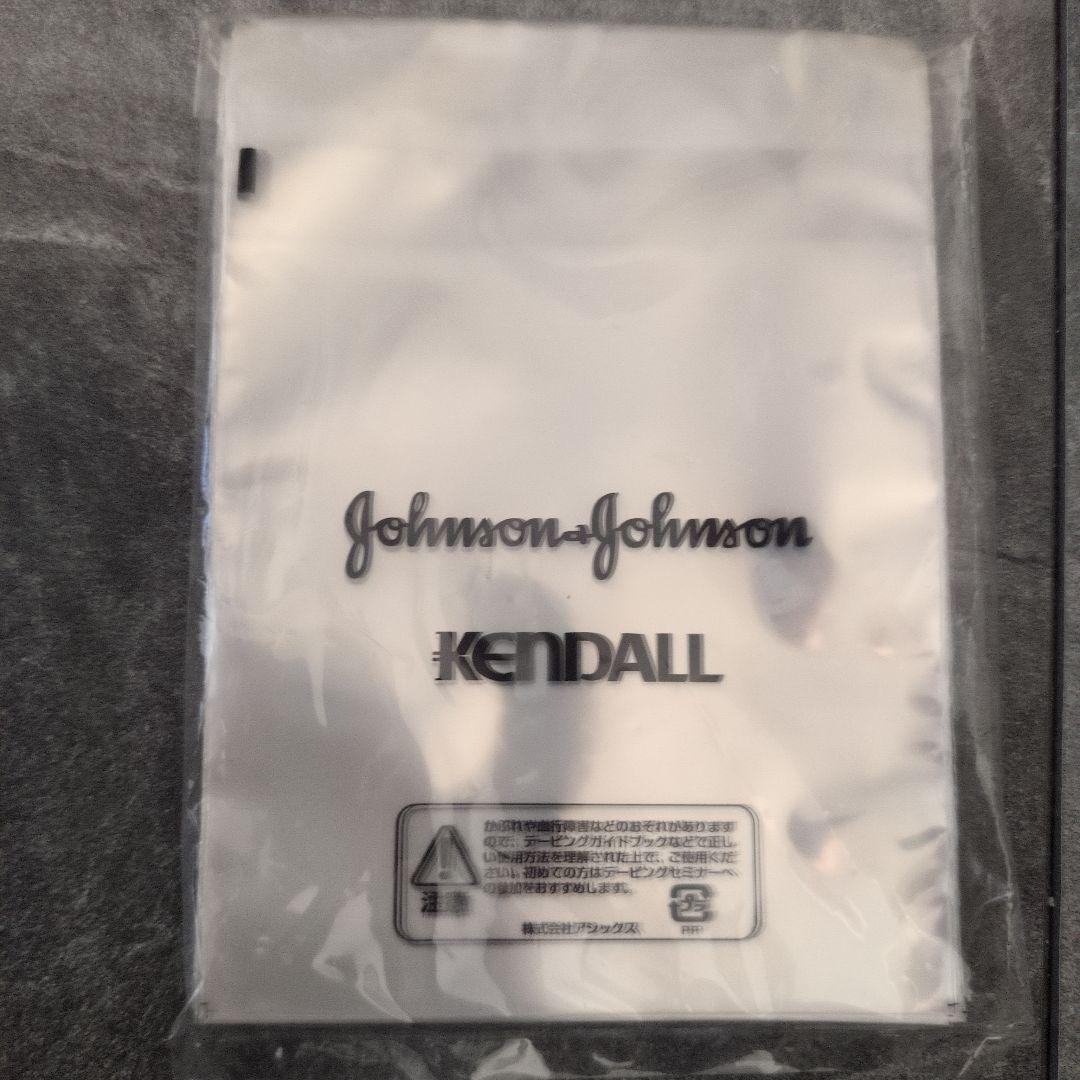 Johnson+Johnson
KENDALL
かぶれや血行障害などのおそれがあります
ので、テーピングガイドブックなどで正し
い使用方法を理解された上で、ご使用くだ
さい。初めての方はテーピングセミナーへ
の参加をおすすめします。
注意
プラ
PP
株式会社アシックス